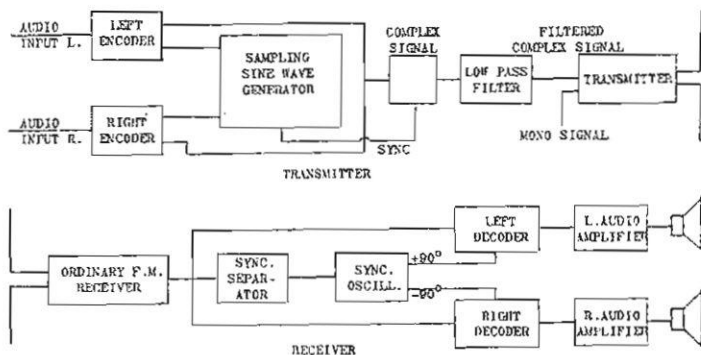 AUDIO
INPUT L.
LEFT
ENCODER
SAMPLING
SINE WAVE
GENERATOR
AUDIO
INPUT R.
RIGHT
ENCODER
SYNC
COMPLEX
SIGNAL
LOW PASS
FILTER
FILTERED
COMPLEX SIGNAL
TRANSMITTER
MONO SIGNAL
TRANSMITTER
ORDINARY F.M.
RECEIVER
SYNC.
SEPAR-
ATOR
SYNC.
OSCILL.
+90°
-90°
LEFT
DECODER
L.AUDIO
AMPLIFIER
RIGHT
DECODER
R.AUDIO
AMPLIFIER
RECEIVER